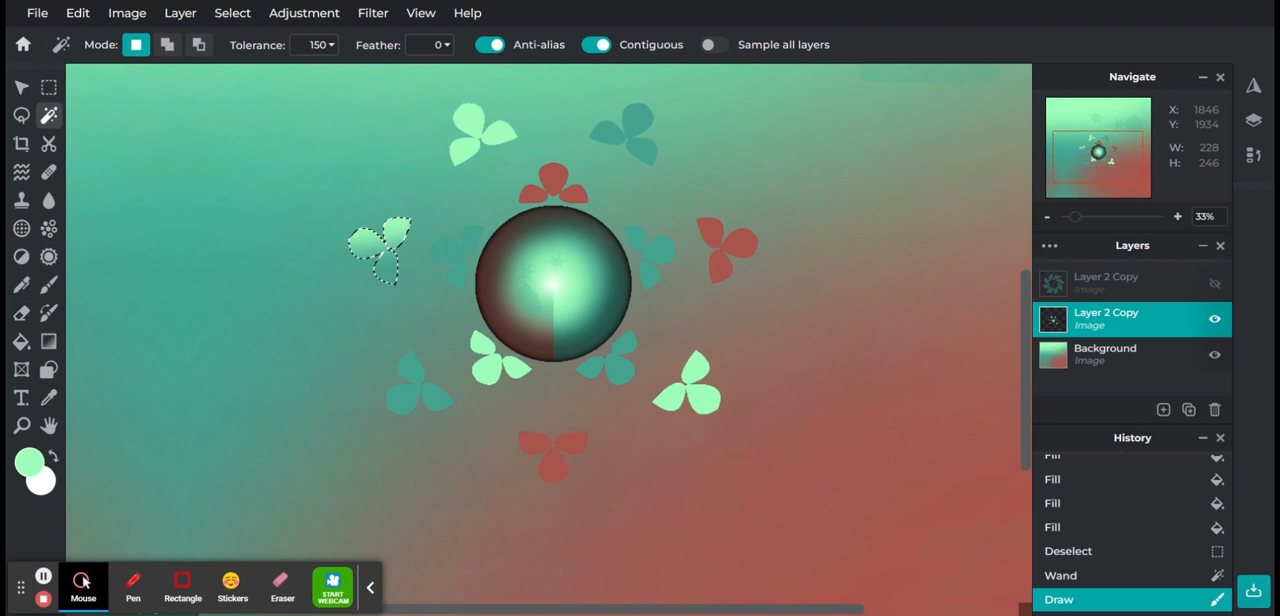 File Edit Image Layer Select Adjustment Filter View Help
Mode: Tolerance: 150 Feather: 0 Anti-alias Contiguous Sample all layers
Navigate
X: 1846
Y: 1934
W: 228
H: 246
- + 33%
Layers
Layer 2 Copy
Image
Layer 2 Copy
Image
Background
Image
History
Fill
Fill
Fill
Fill
Deselect
Wand
Draw
Mouse Pen Rectangle Stickers Eraser
START
WEBCAM